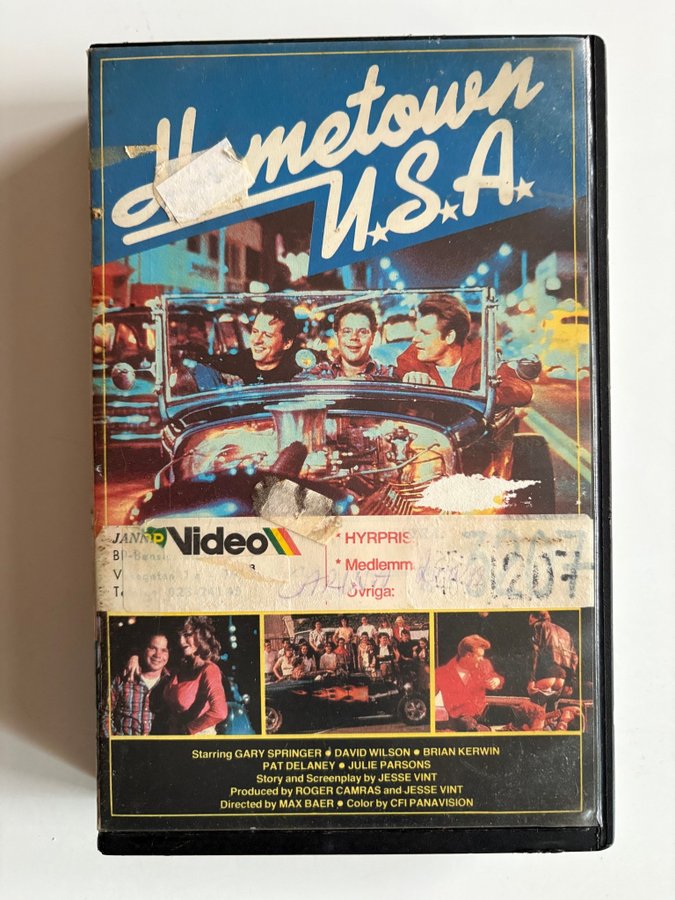 Hometown
U.S.A.
Video
* HYRPRIS
* Medlemm
Övriga:
1207
Starring GARY SPRINGER • DAVID WILSON • BRIAN KERWIN
PAT DELANEY • JULIE PARSONS
Story and Screenplay by JESSE VINT
Produced by ROGER CAMRAS and JESSE VINT
Directed by MAX BAER • Color by CFI PANAVISION